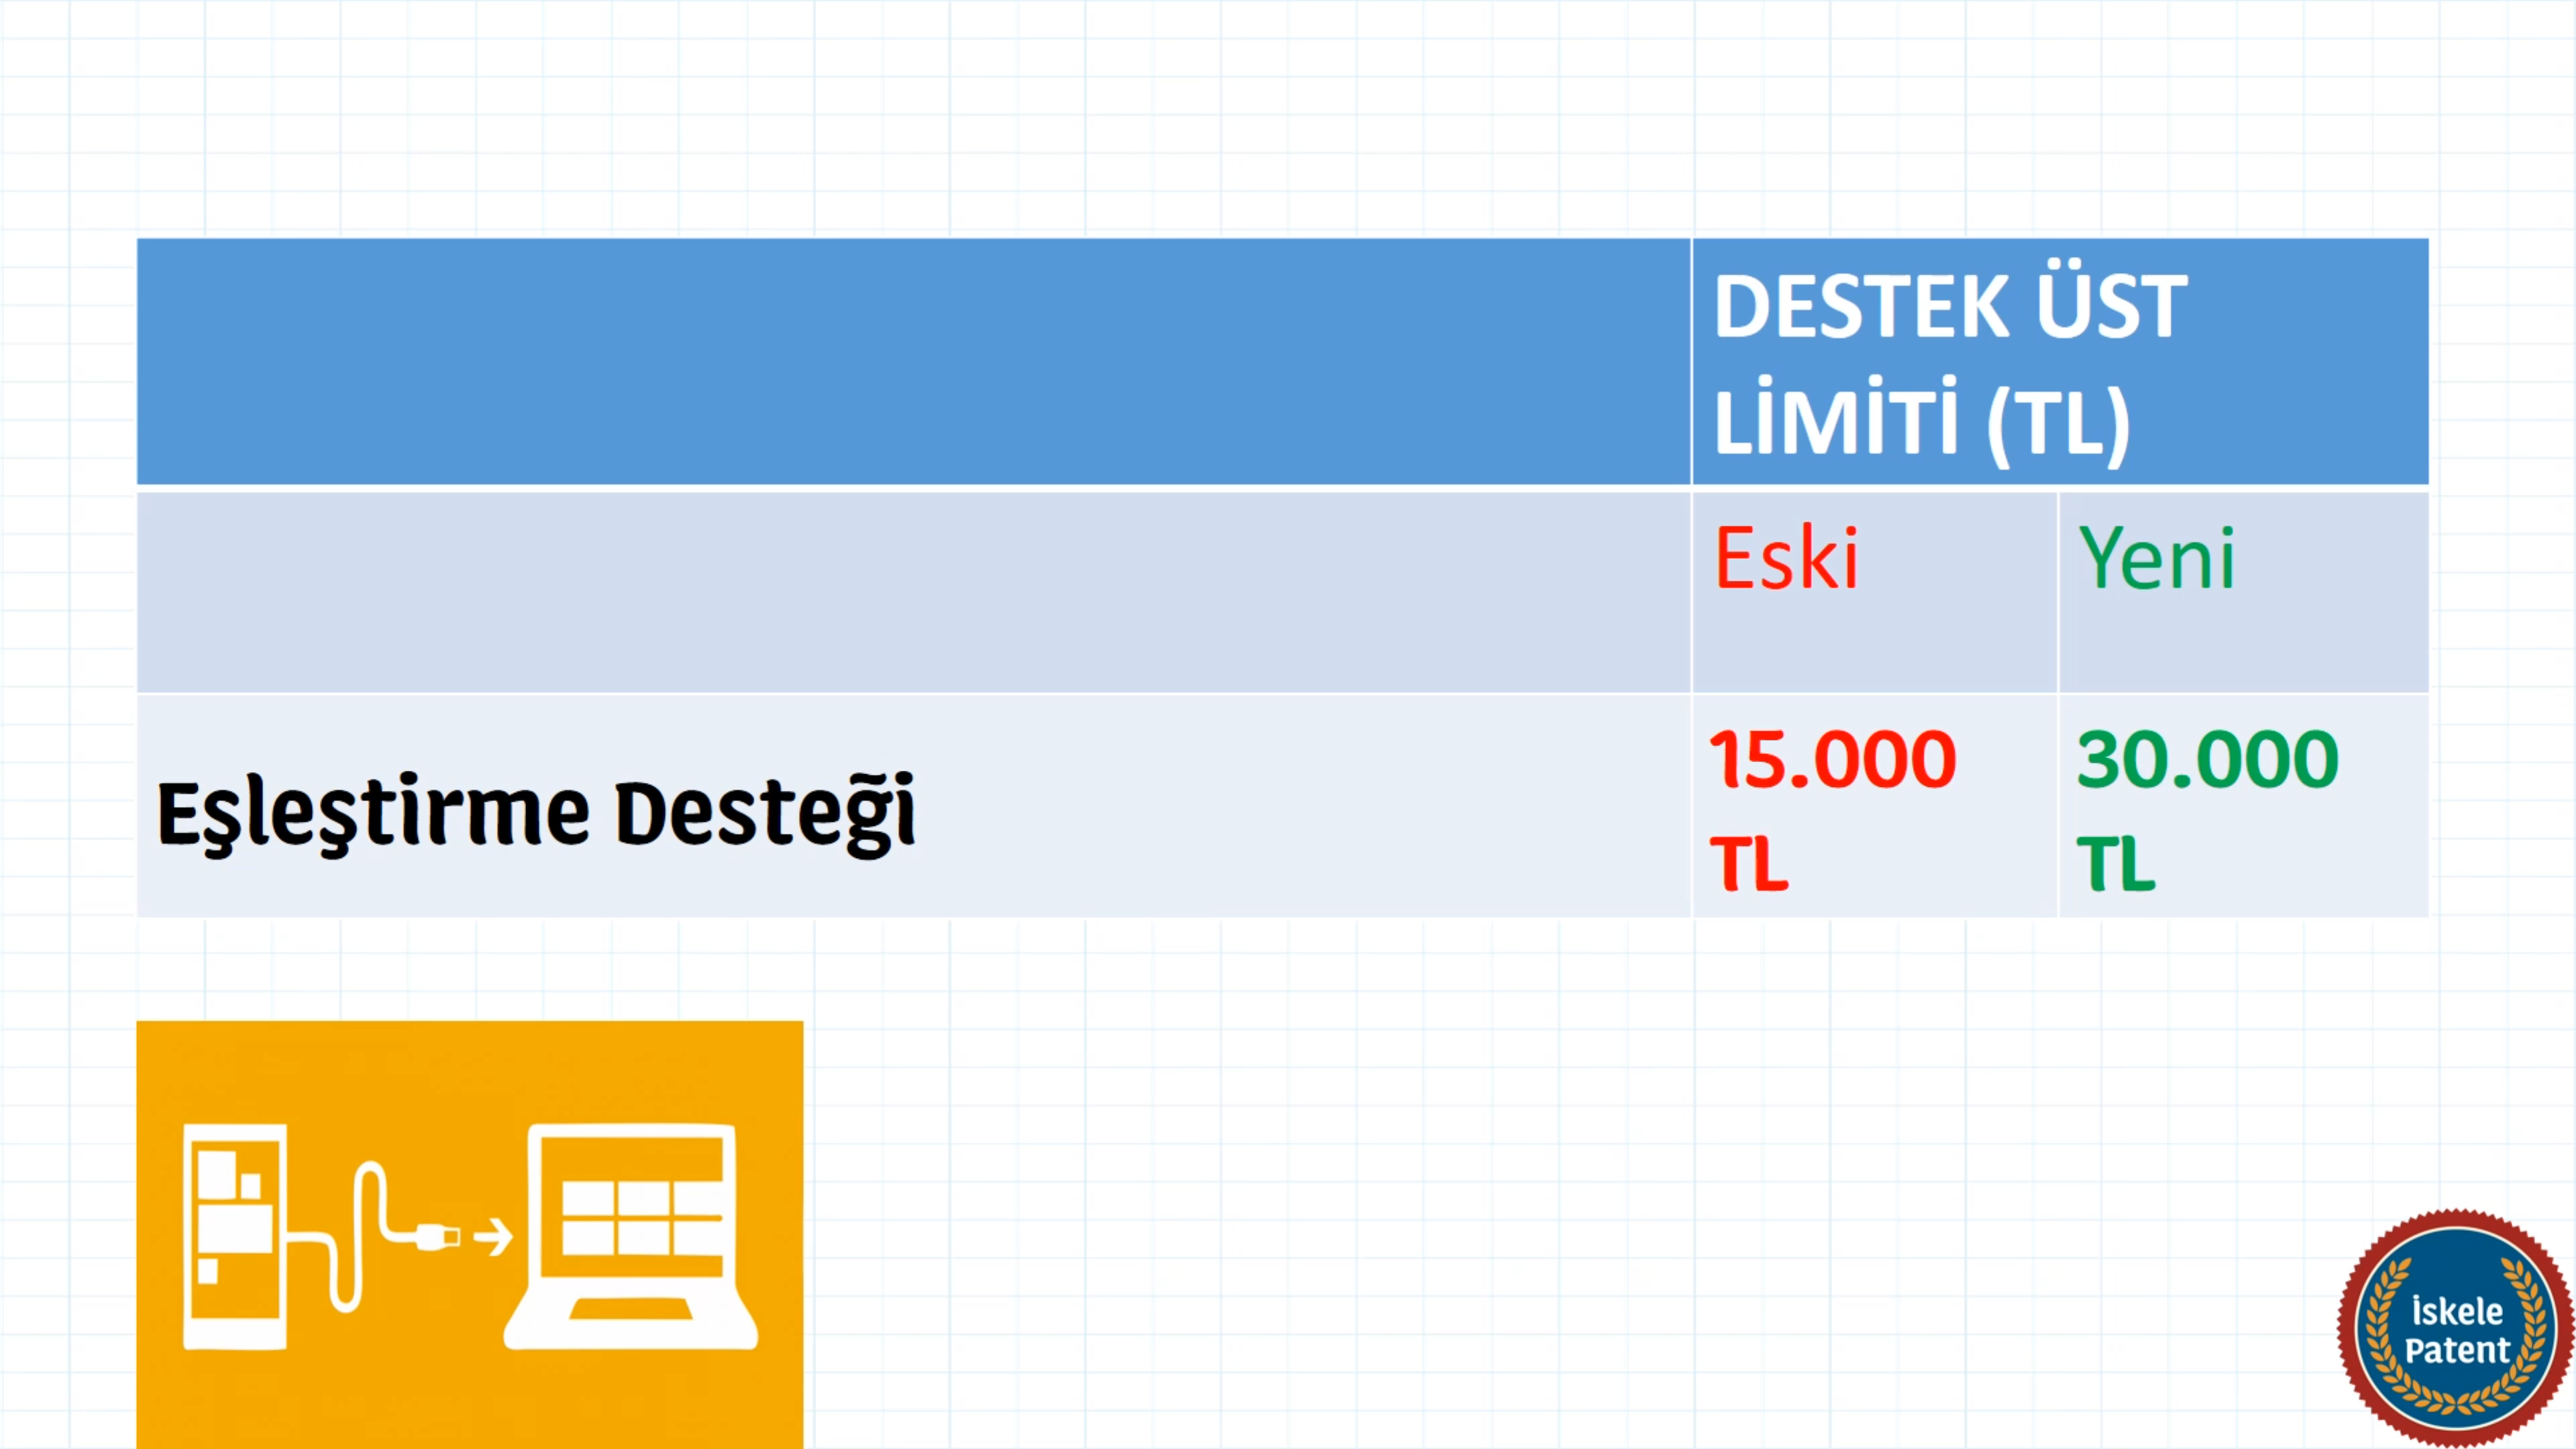 DESTEK ÜST
LİMİTİ (TL)
Eski
Yeni
Eşleştirme Desteği
15.000
TL
30.000
TL
İskele
Patent